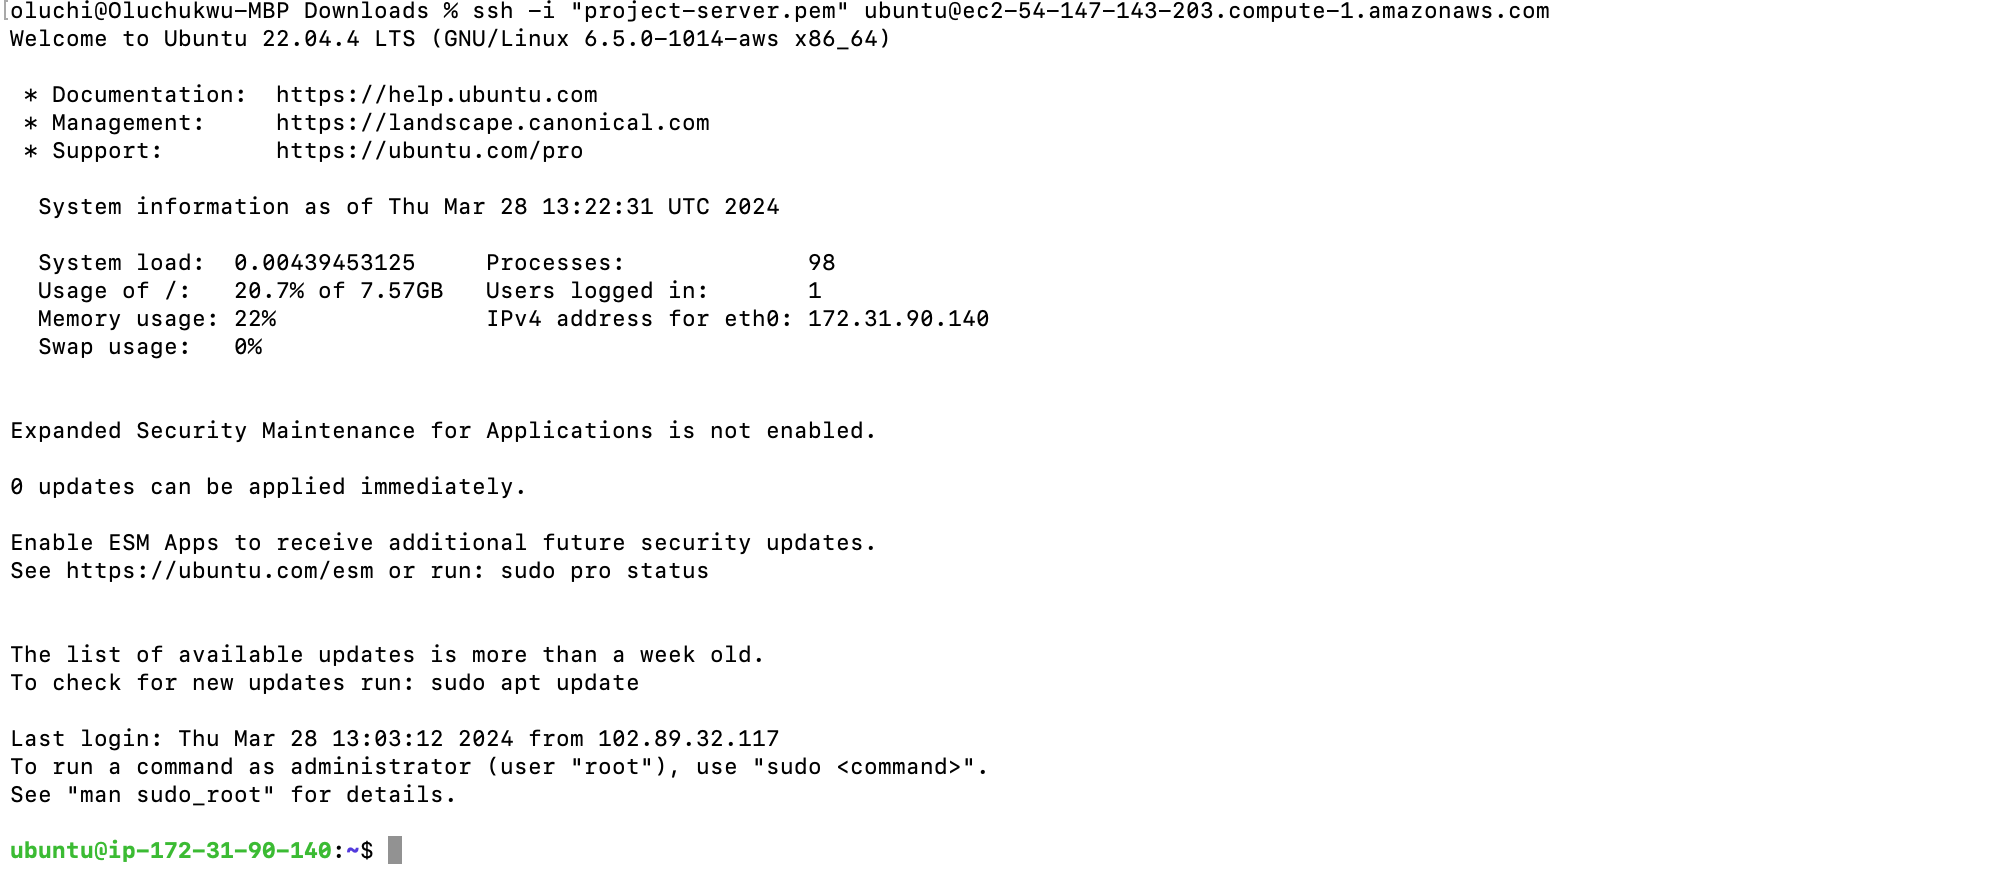 [oluchi@Oluchukwu-MBP Downloads % ssh -i "project-server.pem" ubuntu@ec2-54-147-143-203.compute-1.amazonaws.com
Welcome to Ubuntu 22.04.4 LTS (GNU/Linux 6.5.0-1014-aws x86_64)
* Documentation:  https://help.ubuntu.com
* Management:     https://landscape.canonical.com
* Support:        https://ubuntu.com/pro
System information as of Thu Mar 28 13:22:31 UTC 2024
System load:  0.00439453125     Processes:             98
Usage of /:   20.7% of 7.57GB   Users logged in:       1
Memory usage: 22%               IPv4 address for eth0: 172.31.90.140
Swap usage:   0%
Expanded Security Maintenance for Applications is not enabled.
0 updates can be applied immediately.
Enable ESM Apps to receive additional future security updates.
See https://ubuntu.com/esm or run: sudo pro status
The list of available updates is more than a week old.
To check for new updates run: sudo apt update
Last login: Thu Mar 28 13:03:12 2024 from 102.89.32.117
To run a command as administrator (user "root"), use "sudo <command>".
See "man sudo_root" for details.
ubuntu@ip-172-31-90-140:~$